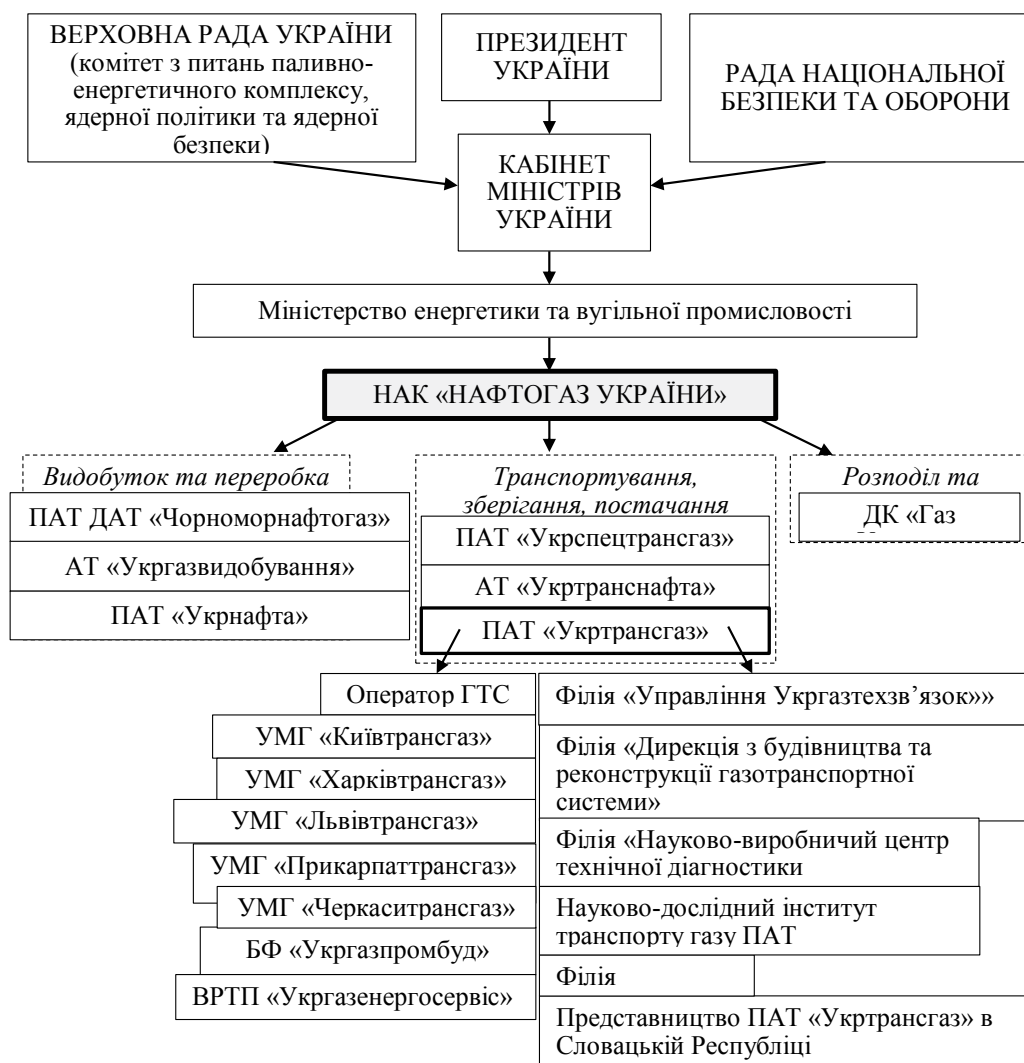 ВЕРХОВНА РАДА УКРАЇНИ
(комітет з питань паливно-
енергетичного комплексу,
ядерної політики та ядерної
безпеки)
ПРЕЗИДЕНТ
УКРАЇНИ
РАДА НАЦІОНАЛЬНОЇ
БЕЗПЕКИ ТА ОБОРОНИ
КАБІНЕТ
МІНІСТРІВ
УКРАЇНИ
Міністерство енергетики та вугільної промисловості
НАК «НАФТОГАЗ УКРАЇНИ»
Видобуток та переробка
ПАТ ДАТ «Чорноморнафтогаз»
АТ «Укргазвидобування»
ПАТ «Укрнафта»
Транспортування,
зберігання, постачання
ПАТ «Укрспецтрансгаз»
АТ «Укртранснафта»
ПАТ «Укртрансгаз»
Розподіл та
ДК «Газ
Оператор ГТС
УМГ «Київтрансгаз»
УМГ «Харківтрансгаз»
УМГ «Львівтрансгаз»
УМГ «Прикарпаттрансгаз»
УМГ «Черкаситрансгаз»
БФ «Укргазпромбуд»
ВРТП «Укргазенергосервіс»
Філія «Управління Укргазтехзв’язок»»
Філія «Дирекція з будівництва та
реконструкції газотранспортної
системи»
Філія «Науково-виробничий центр
технічної діагностики
Науково-дослідний інститут
транспорту газу ПАТ
Філія
Представництво ПАТ «Укртрансгаз» в
Словацькій Республіці